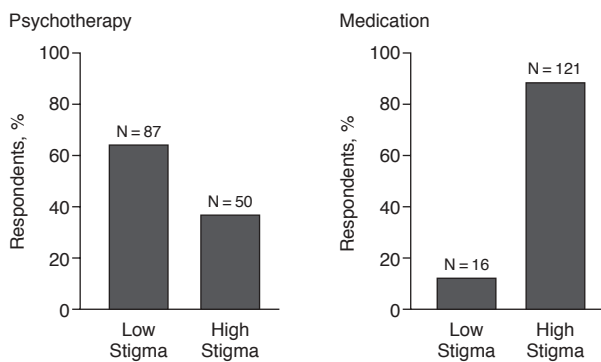 Psychotherapy
Respondents, %
100
80
60
40
20
0
N = 87
N = 50
Low
Stigma
High
Stigma
Medication
Respondents, %
100
80
60
40
20
0
N = 16
N = 121
Low
Stigma
High
Stigma